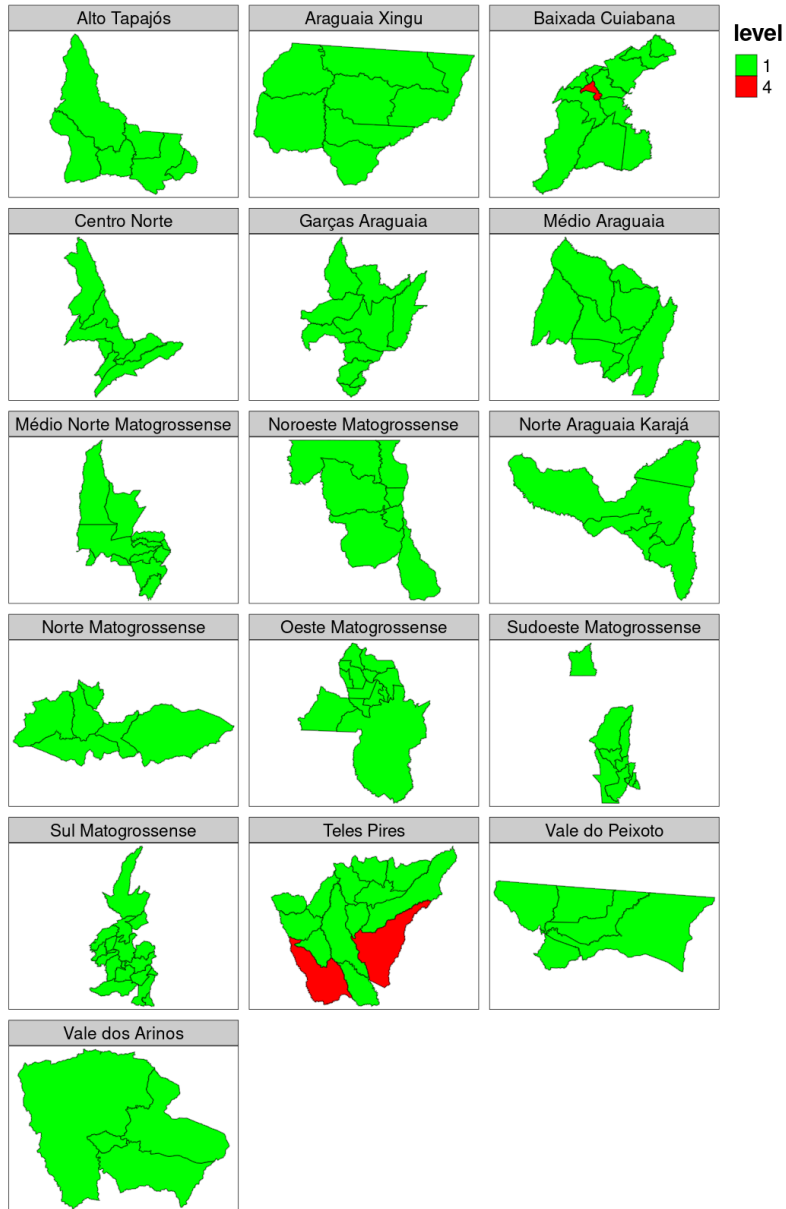 Alto Tapajós
Araguaia Xingu
Baixada Cuiabana
level
1
4
Centro Norte
Garças Araguaia
Médio Araguaia
Médio Norte Matogrossense
Noroeste Matogrossense
Norte Araguaia Karajá
Norte Matogrossense
Oeste Matogrossense
Sudoeste Matogrossense
Sul Matogrossense
Teles Pires
Vale do Peixoto
Vale dos Arinos